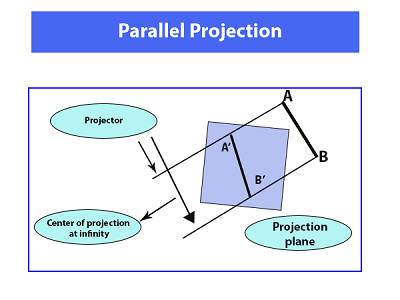 Parallel Projection
A
Projector
A'
B
B'
Center of projection
at infinity
Projection
plane